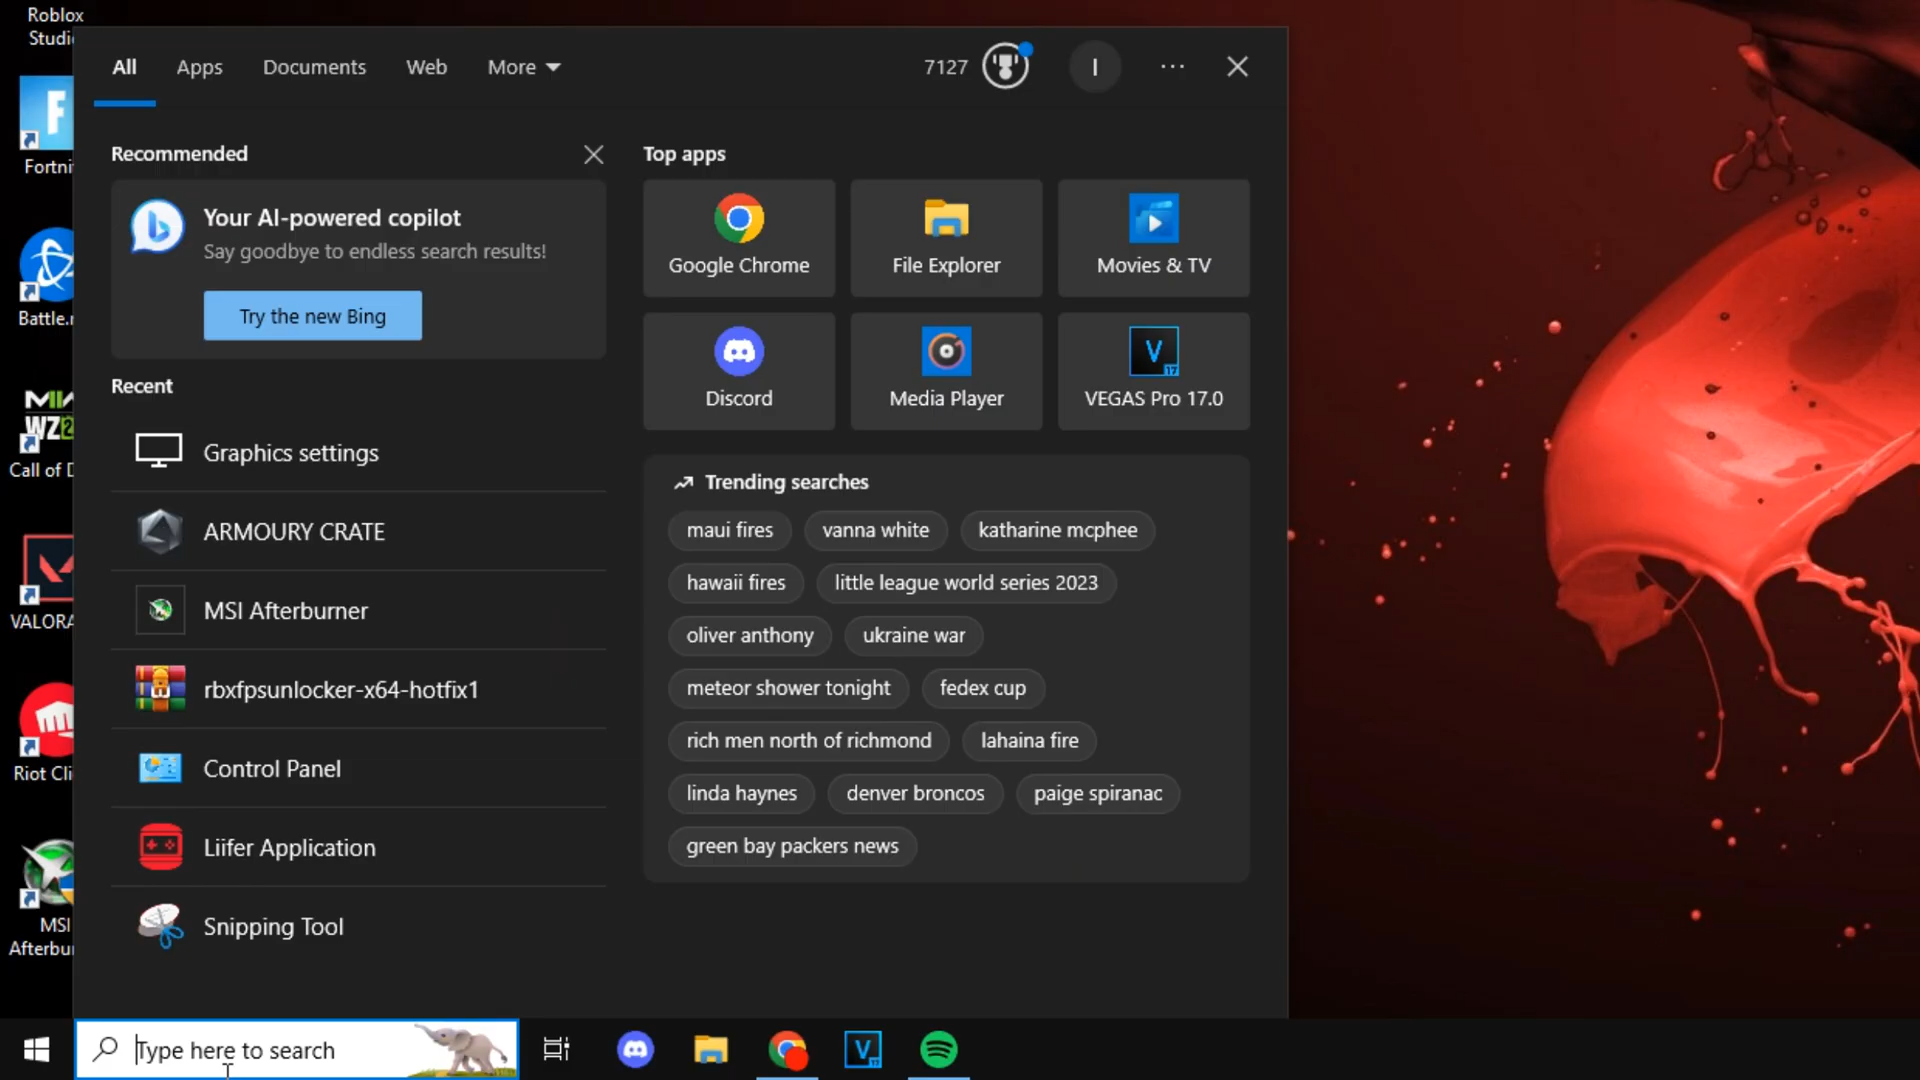 Roblox
Studi
All
Apps
Documents
Web
More
7127
I
Fortni
Battle.n
MW
WZ2
Call of D
VALORA
Riot Cli
MSI
Afterbur
Recommended
Your AI-powered copilot
Say goodbye to endless search results!
Try the new Bing
Recent
Graphics settings
ARMOURY CRATE
MSI Afterburner
rbxfpsunlocker-x64-hotfix1
Control Panel
Liifer Application
Snipping Tool
Top apps
Google Chrome
File Explorer
Movies & TV
Discord
Media Player
VEGAS Pro 17.0
Trending searches
maui fires
vanna white
katharine mcphee
hawaii fires
little league world series 2023
oliver anthony
ukraine war
meteor shower tonight
fedex cup
rich men north of richmond
lahaina fire
linda haynes
denver broncos
paige spiranac
green bay packers news
Type here to search